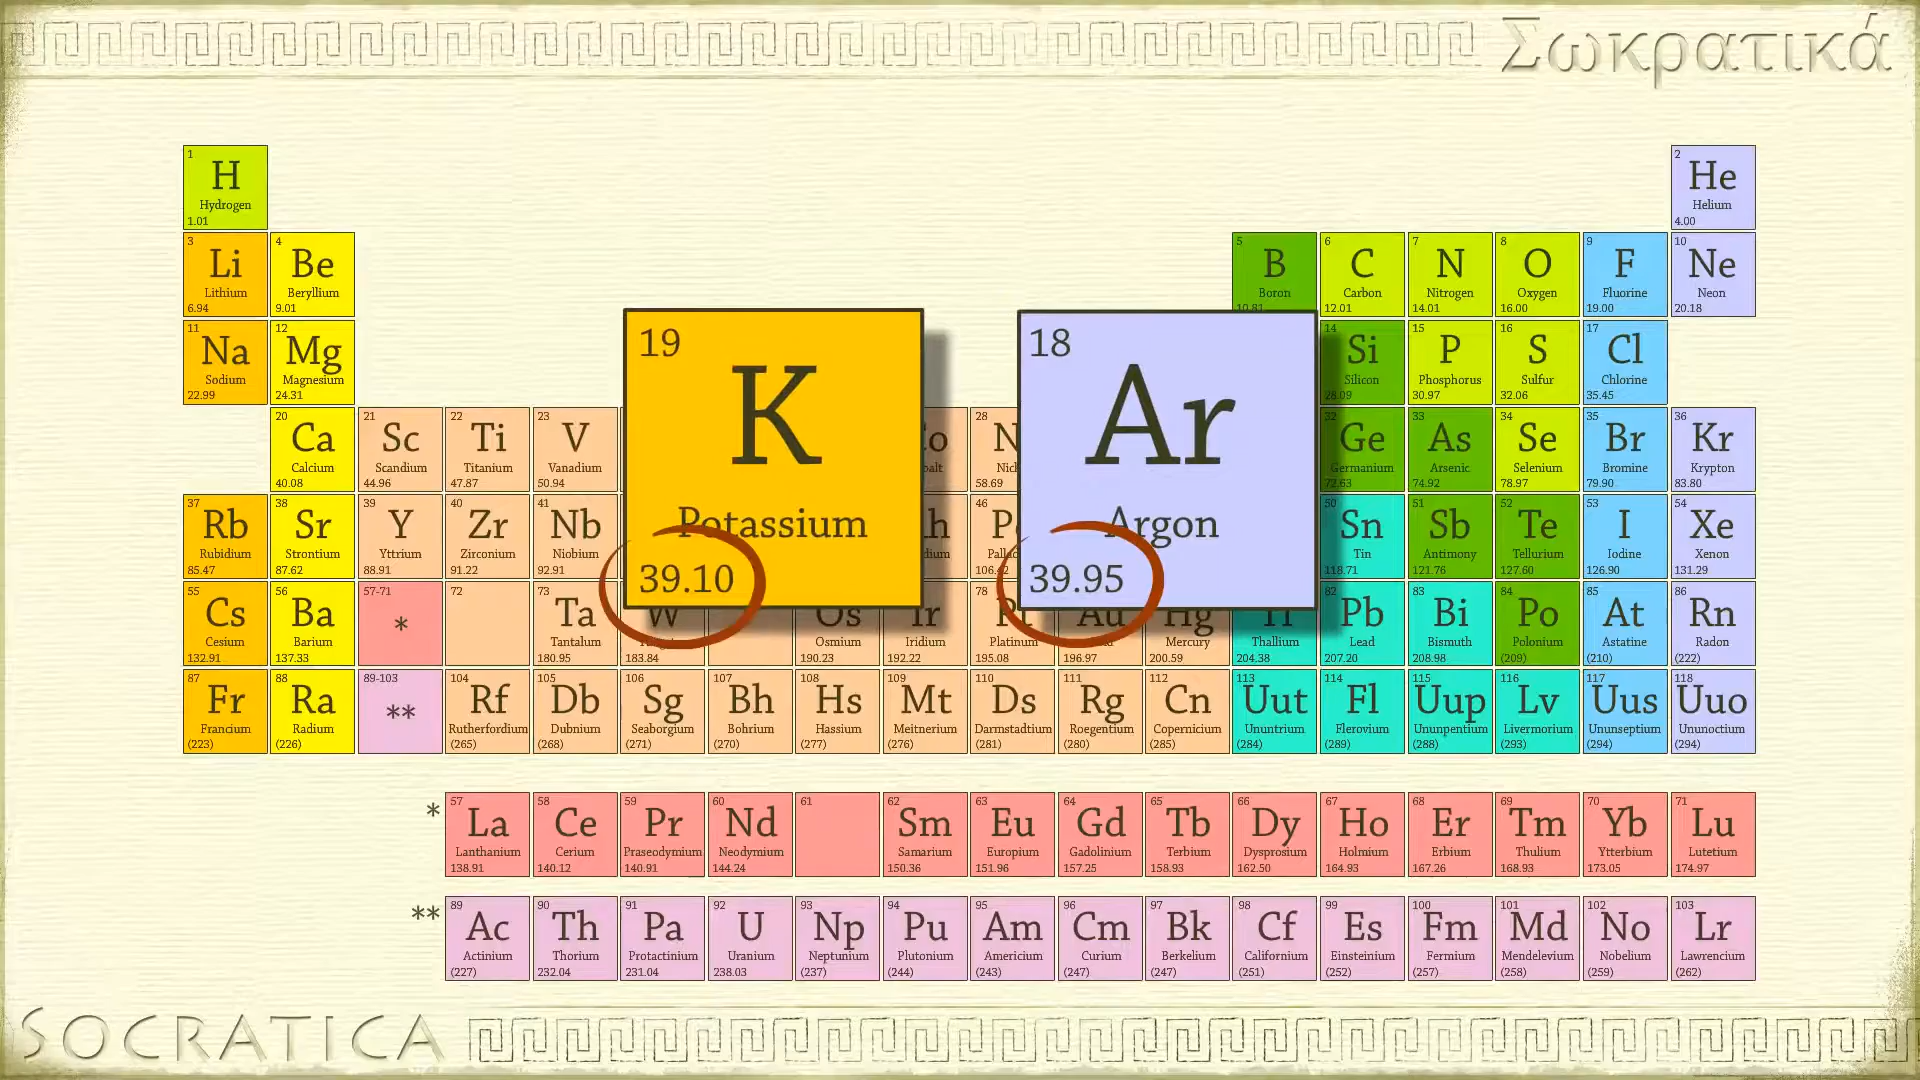 Σωκρατικά
1 H Hydrogen 1.01
2 He Helium 4.00
3 Li Lithium 6.94
4 Be Beryllium 9.01
5 B Boron 10.81
6 C Carbon 12.01
7 N Nitrogen 14.01
8 O Oxygen 16.00
9 F Fluorine 19.00
10 Ne Neon 20.18
11 Na Sodium 22.99
12 Mg Magnesium 24.31
19 K Potassium 39.10
18 Ar Argon 39.95
14 Si Silicon 28.09
15 P Phosphorus 30.97
16 S Sulfur 32.06
17 Cl Chlorine 35.45
20 Ca Calcium 40.08
21 Sc Scandium 44.96
22 Ti Titanium 47.87
23 V Vanadium 50.94
28 58.69
32 Ge Germanium 72.63
33 As Arsenic 74.92
34 Se Selenium 78.97
35 Br Bromine 79.90
36 Kr Krypton 83.80
37 Rb Rubidium 85.47
38 Sr Strontium 87.62
39 Y Yttrium 88.91
40 Zr Zirconium 91.22
41 Nb Niobium 92.91
46
50 Sn Tin 118.71
51 Sb Antimony 121.76
52 Te Tellurium 127.60
53 I Iodine 126.90
54 Xe Xenon 131.29
55 Cs Cesium 132.91
56 Ba Barium 137.33
57-71 *
72
73 Ta Tantalum 180.95
W 183.84
Os Osmium 190.23
Ir Iridium 192.22
78 Pt Platinum 195.08
Au 196.97
Hg Mercury 200.59
Tl Thallium 204.38
82 Pb Lead 207.20
83 Bi Bismuth 208.98
84 Po Polonium (209)
85 At Astatine (210)
86 Rn Radon (222)
87 Fr Francium (223)
88 Ra Radium (226)
89-103 **
104 Rf Rutherfordium (265)
105 Db Dubnium (268)
106 Sg Seaborgium (271)
107 Bh Bohrium (270)
108 Hs Hassium (277)
109 Mt Meitnerium (276)
110 Ds Darmstadtium (281)
111 Rg Roegentium (280)
112 Cn Copernicium (285)
113 Uut Ununtrium (284)
114 Fl Flerovium (289)
115 Uup Ununpentium (288)
116 Lv Livermorium (293)
117 Uus Ununseptium (294)
118 Uuo Ununoctium (294)
*
57 La Lanthanium 138.91
58 Ce Cerium 140.12
59 Pr Praseodymium 140.91
60 Nd Neodymium 144.24
61
62 Sm Samarium 150.36
63 Eu Europium 151.96
64 Gd Gadolinium 157.25
65 Tb Terbium 158.93
66 Dy Dysprosium 162.50
67 Ho Holmium 164.93
68 Er Erbium 167.26
69 Tm Thulium 168.93
70 Yb Ytterbium 173.05
71 Lu Lutetium 174.97
**
89 Ac Actinium (227)
90 Th Thorium 232.04
91 Pa Protactinium 231.04
92 U Uranium 238.03
93 Np Neptunium (237)
94 Pu Plutonium (244)
95 Am Americium (243)
96 Cm Curium (247)
97 Bk Berkelium (247)
98 Cf Californium (251)
99 Es Einsteinium (252)
100 Fm Fermium (257)
101 Md Mendelevium (258)
102 No Nobelium (259)
103 Lr Lawrencium (262)
SOCRATICA